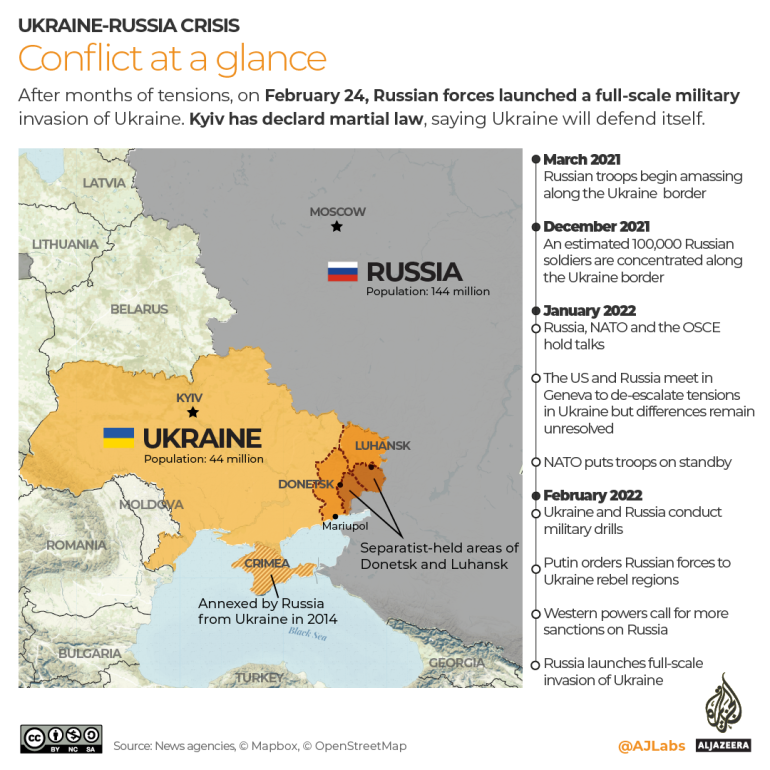 UKRAINE-RUSSIA CRISIS
Conflict at a glance
After months of tensions, on February 24, Russian forces launched a full-scale military
invasion of Ukraine. Kyiv has declard martial law, saying Ukraine will defend itself.
LATVIA
LITHUANIA
BELARUS
MOSCOW
RUSSIA
Population: 144 million
KYIV
UKRAINE
Population: 44 million
LUHANSK
DONETSK
MOLDOVA
Mariupol
ROMANIA
Separatist-held areas of
Donetsk and Luhansk
CRIMEA
Annexed by Russia
from Ukraine in 2014
Black Sea
BULGARIA
GEORGIA
TURKEY
March 2021
Russian troops begin amassing
along the Ukraine border
December 2021
An estimated 100,000 Russian
soldiers are concentrated along
the Ukraine border
January 2022
Russia, NATO and the OSCE
hold talks
The US and Russia meet in
Geneva to de-escalate tensions
in Ukraine but differences remain
unresolved
NATO puts troops on standby
February 2022
Ukraine and Russia conduct
military drills
Putin orders Russian forces to
Ukraine rebel regions
Western powers call for more
sanctions on Russia
Russia launches full-scale
invasion of Ukraine
cc
BY NC SA
Source: News agencies, © Mapbox, © OpenStreetMap
@AJLabs
ALJAZEERA